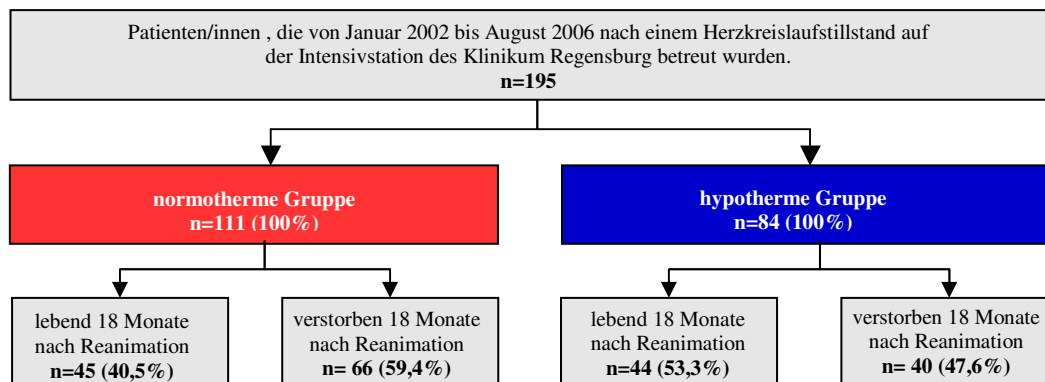 Patienten/innen , die von Januar 2002 bis August 2006 nach einem Herzkreislaufstillstand auf
der Intensivstation des Klinikum Regensburg betreut wurden.
n=195
normotherme Gruppe
n=111 (100%)
hypotherme Gruppe
n=84 (100%)
lebend 18 Monate
nach Reanimation
n=45 (40,5%)
verstorben 18 Monate
nach Reanimation
n= 66 (59,4%)
lebend 18 Monate
nach Reanimation
n=44 (53,3%)
verstorben 18 Monate
nach Reanimation
n= 40 (47,6%)